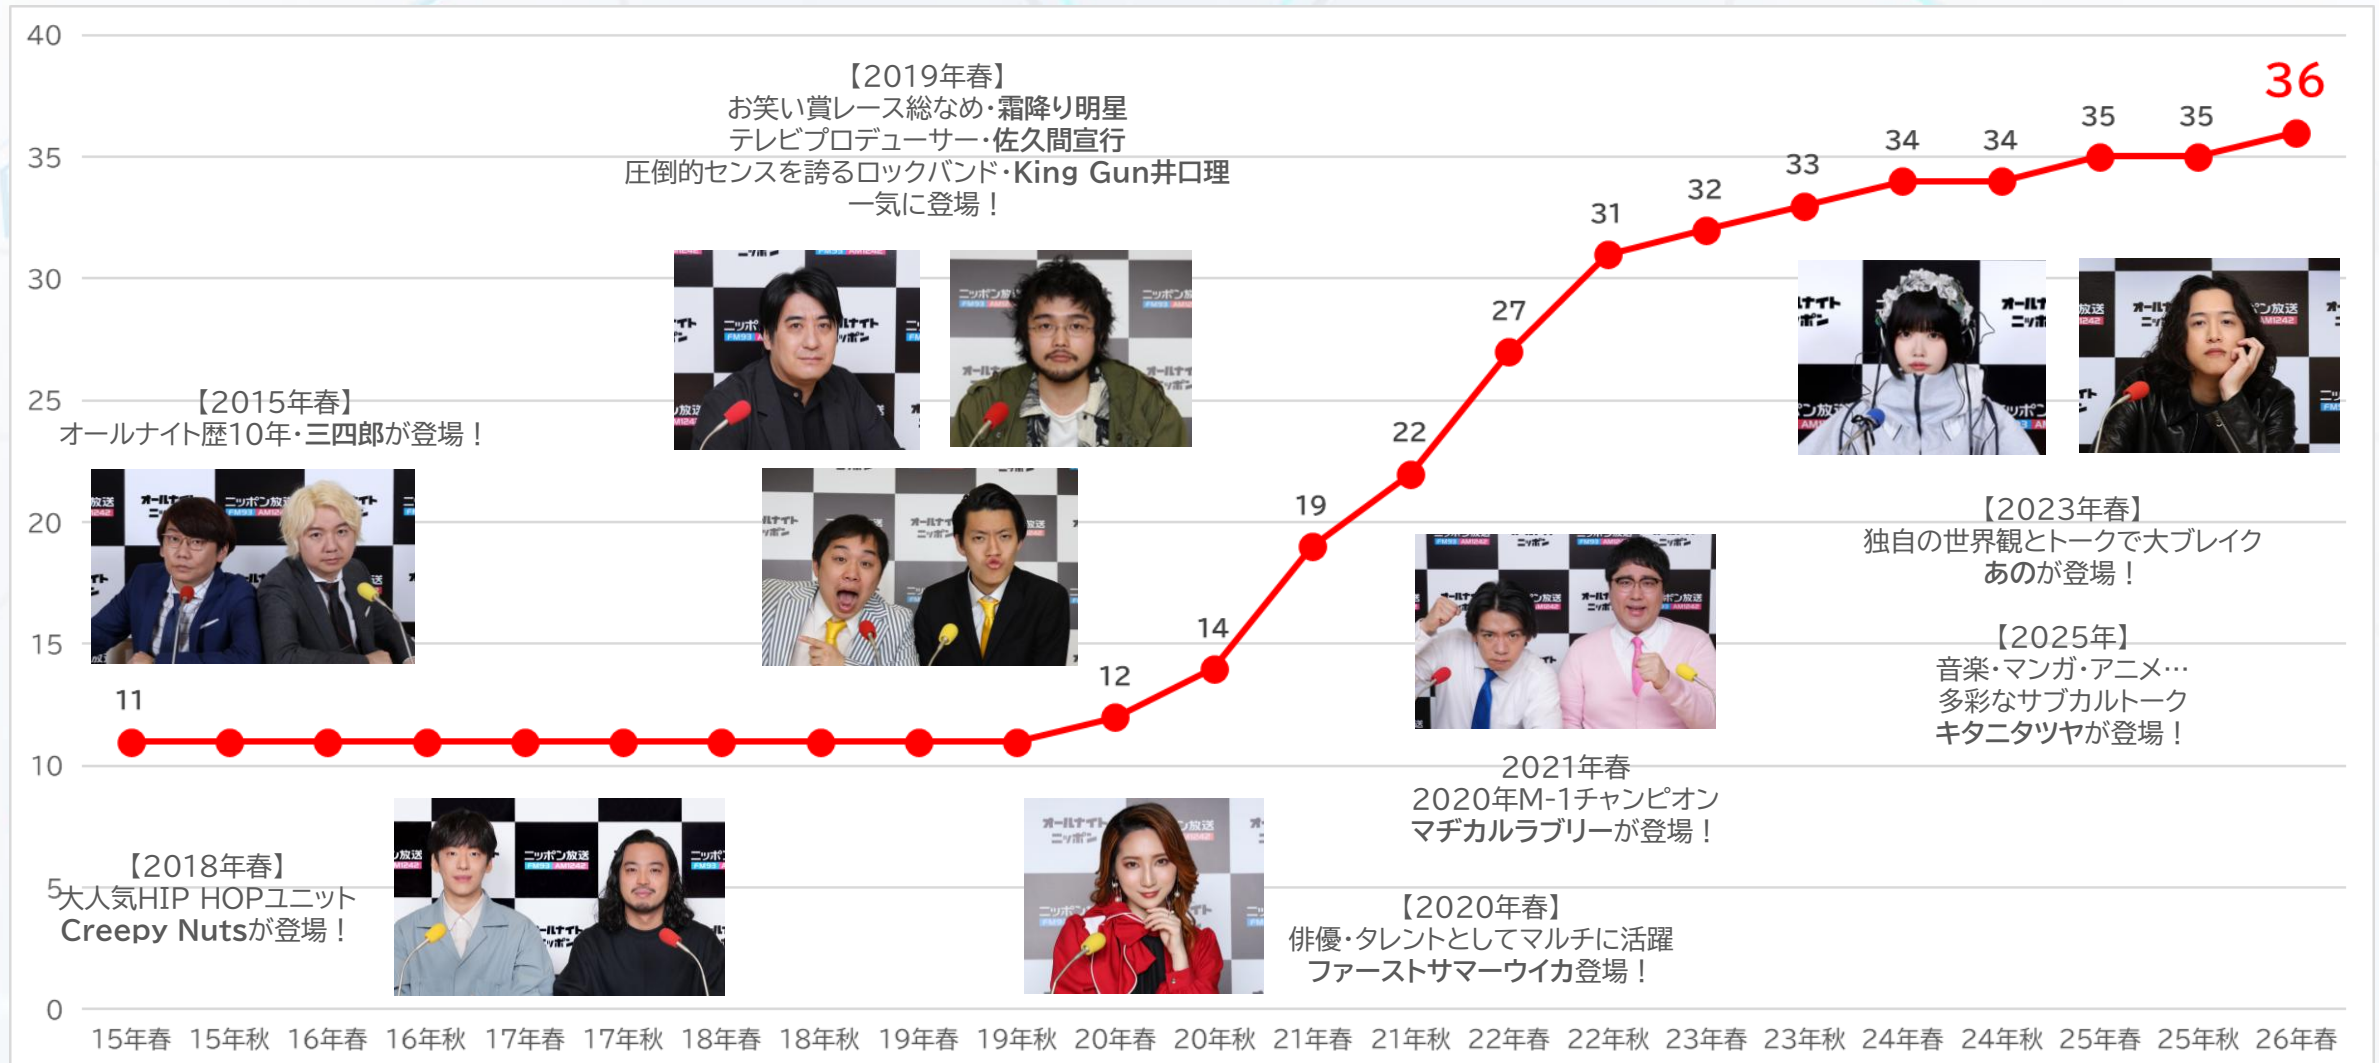 40
35
30
25
20
15
10
5
0
【2015年春】
オールナイト歴10年・三四郎が登場！
【2018年春】
大人気HIP HOPユニット
Creepy Nutsが登場！
【2019年春】
お笑い賞レース総なめ・霜降り明星
テレビプロデューサー・佐久間宣行
圧倒的センスを誇るロックバンド・King Gun井口理
一気に登場！
【2020年春】
俳優・タレントとしてマルチに活躍
ファーストサマーウイカ登場！
2021年春
2020年M-1チャンピオン
マヂカルラブリーが登場！
【2023年春】
独自の世界観とトークで大ブレイク
あのが登場！
【2025年】
音楽・マンガ・アニメ…
多彩なサブカルトーク
キタニタツヤが登場！
11
12
14
19
22
27
31
32
33
34
34
35
35
36
15年春 15年秋 16年春 16年秋 17年春 17年秋 18年春 18年秋 19年春 19年秋 20年春 20年秋 21年春 21年秋 22年春 22年秋 23年春 23年秋 24年春 24年秋 25年春 25年秋 26年春